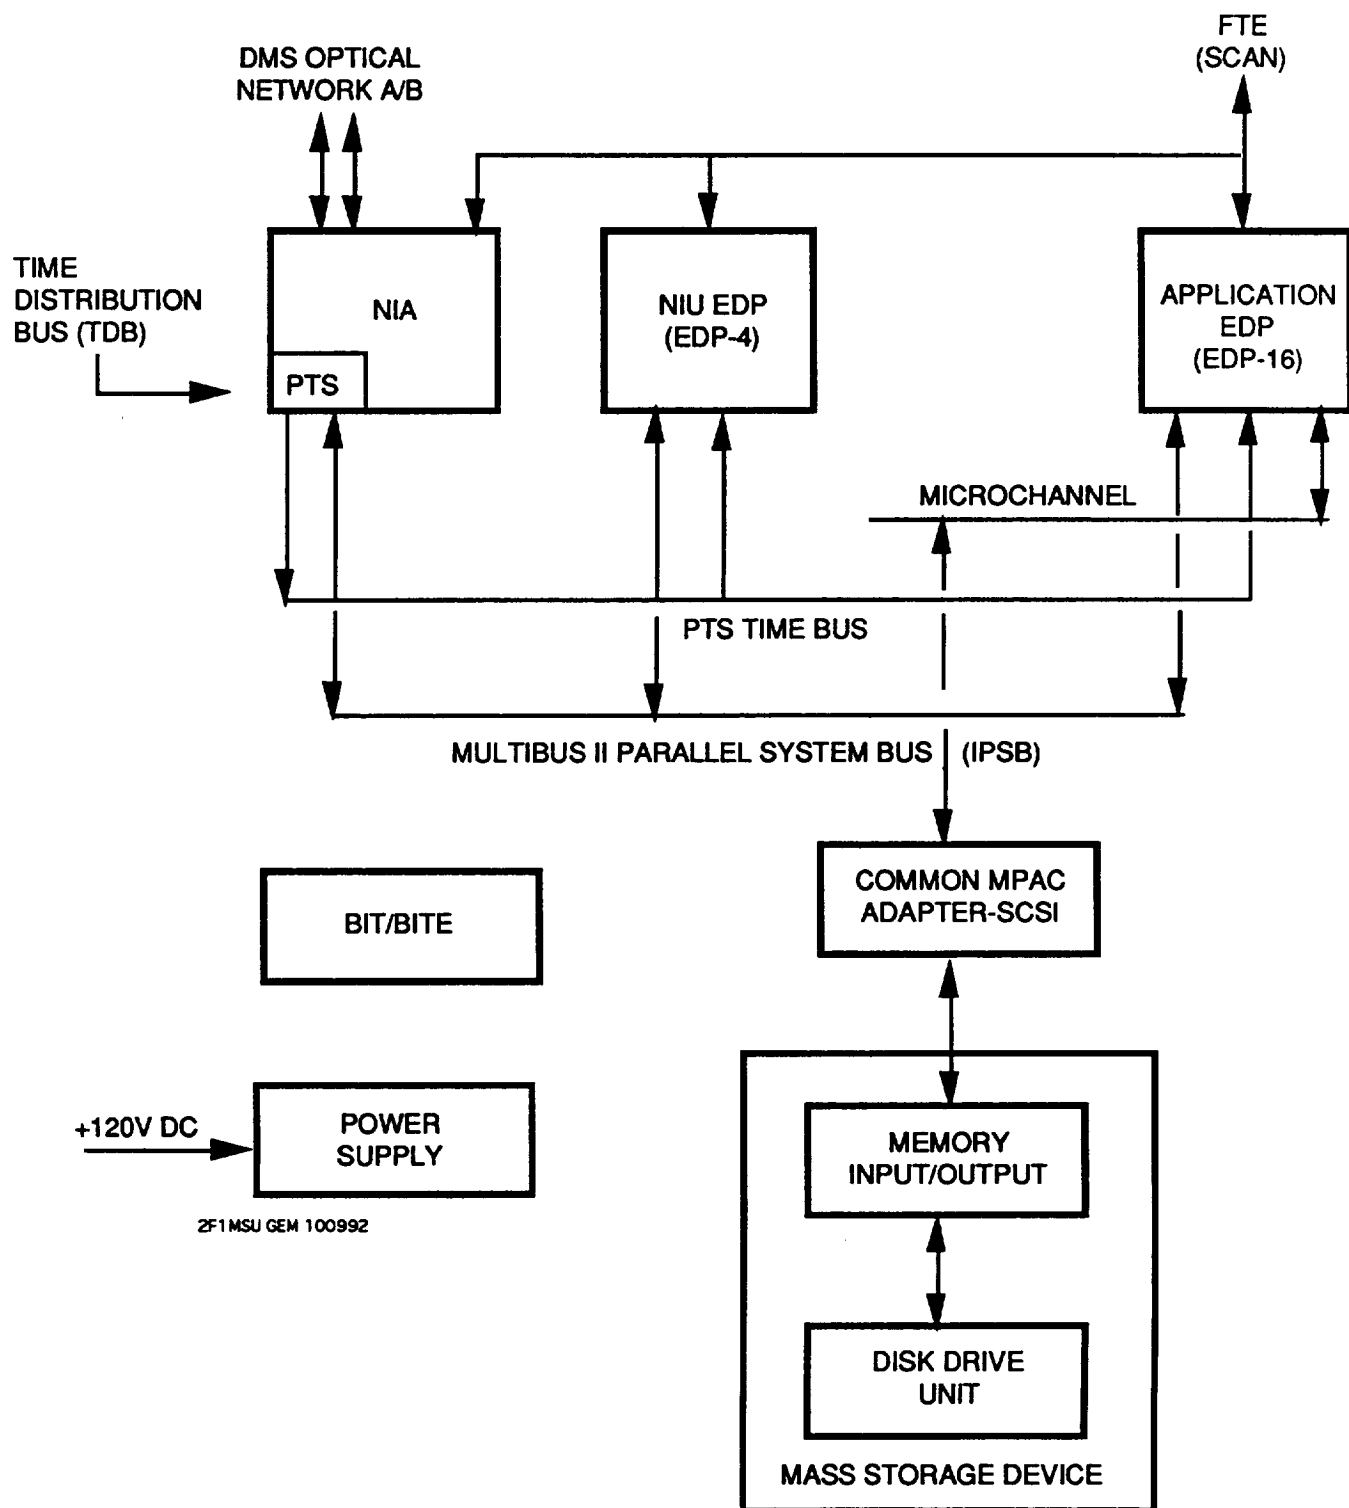 FTE
(SCAN)
DMS OPTICAL
NETWORK A/B
TIME
DISTRIBUTION
BUS (TDB)
NIA
PTS
NIU EDP
(EDP-4)
APPLICATION
EDP
(EDP-16)
MICROCHANNEL
PTS TIME BUS
MULTIBUS II PARALLEL SYSTEM BUS (IPSB)
BIT/BITE
COMMON MPAC
ADAPTER-SCSI
+120V DC
POWER
SUPPLY
MEMORY
INPUT/OUTPUT
2F1MSU GEM 100992
DISK DRIVE
UNIT
MASS STORAGE DEVICE